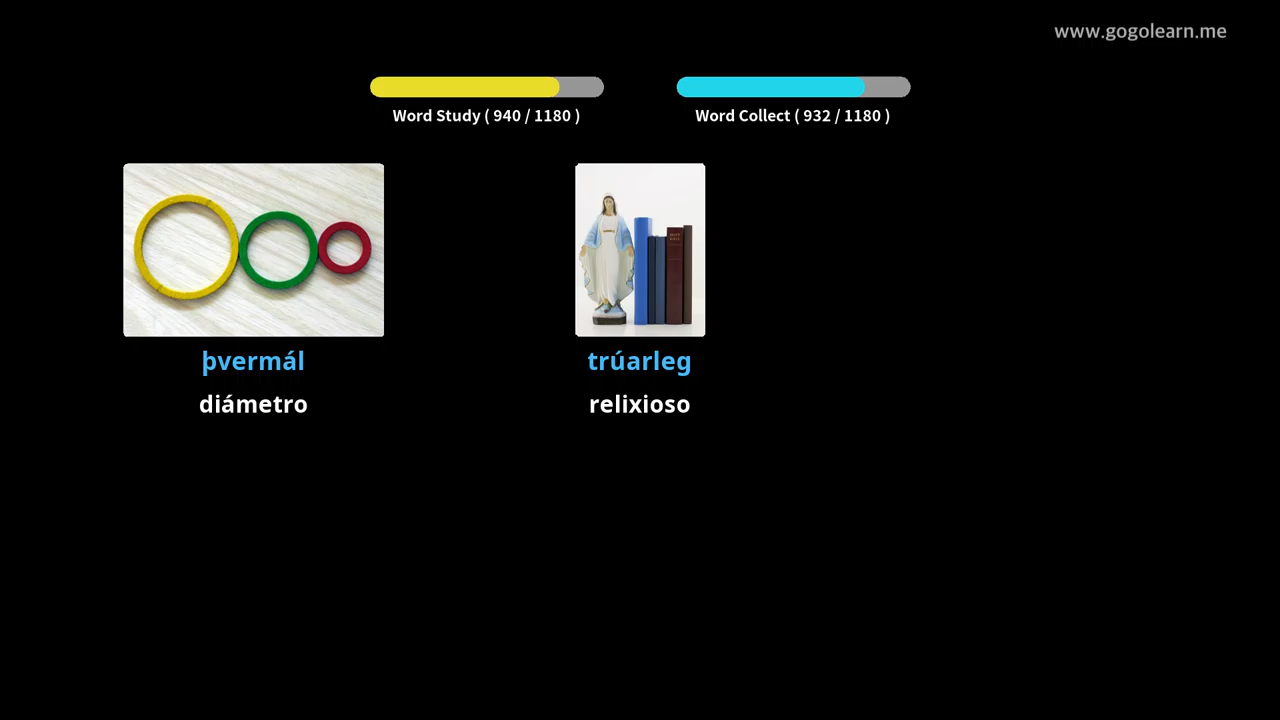 www.gogolearn.me
Word Study ( 940 / 1180 )
Word Collect ( 932 / 1180 )
þvermál
trúarleg
diámetro
relixioso